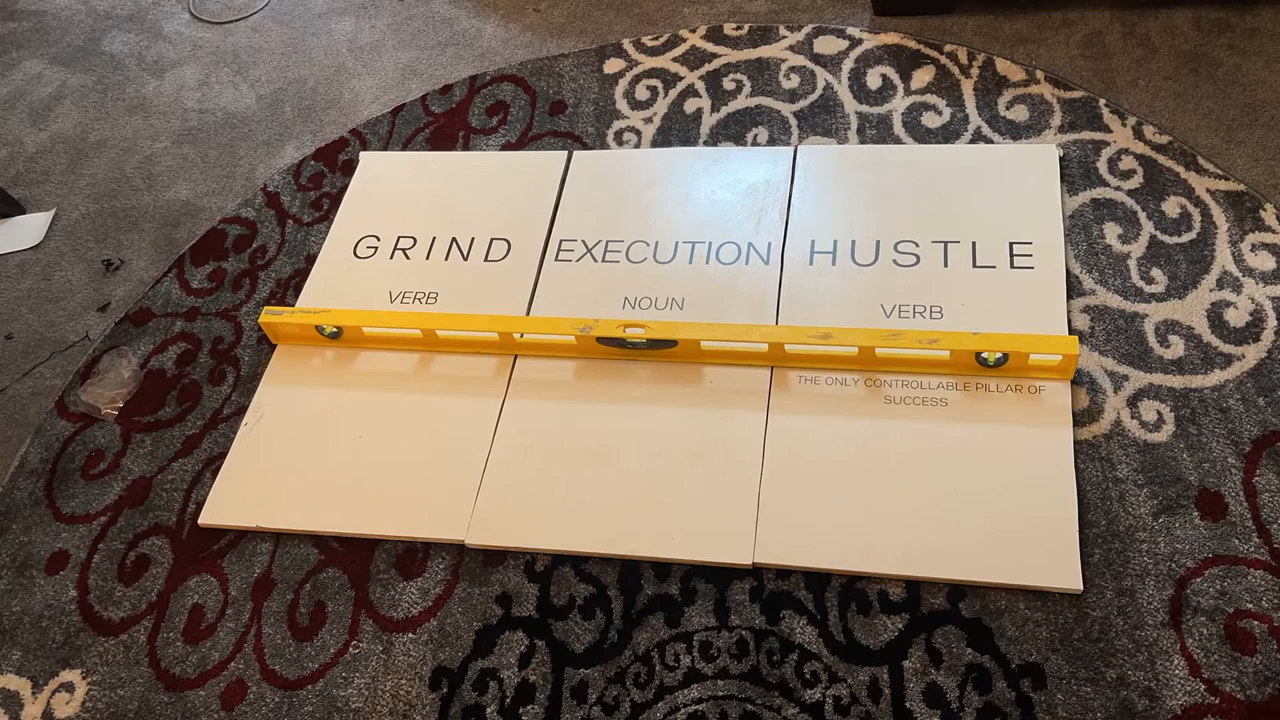 GRIND
VERB
EXECUTION
NOUN
HUSTLE
VERB
THE ONLY CONTROLLABLE PILLAR OF
SUCCESS